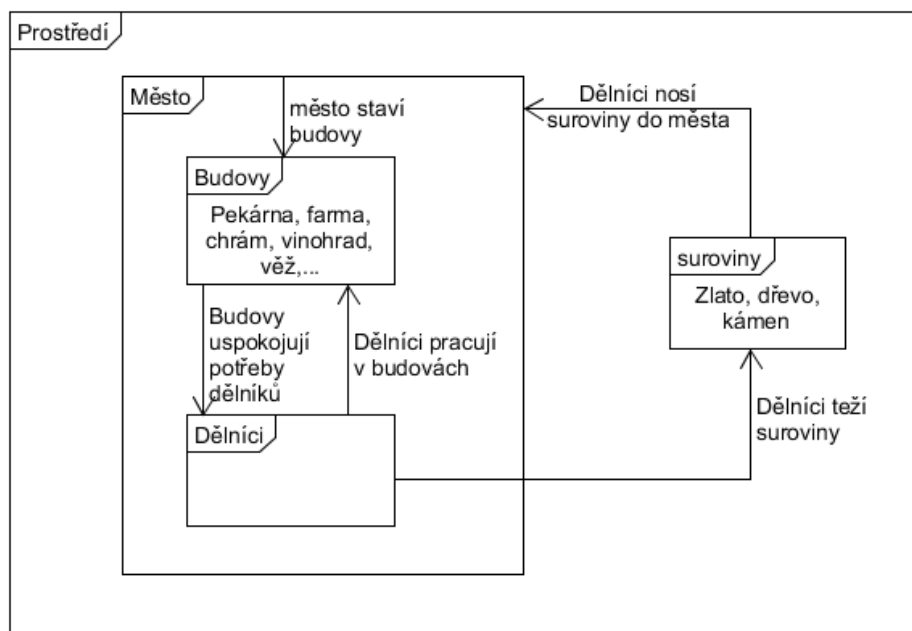 Prostředí
Město
město staví
budovy
Budovy
Pekárna, farma,
chrám, vinohrad,
věž,...
Budovy
uspokojují
potřeby
dělníků
Dělníci pracují
v budovách
Dělníci
Dělníci nosí
suroviny do města
suroviny
Zlato, dřevo,
kámen
Dělníci teží
suroviny